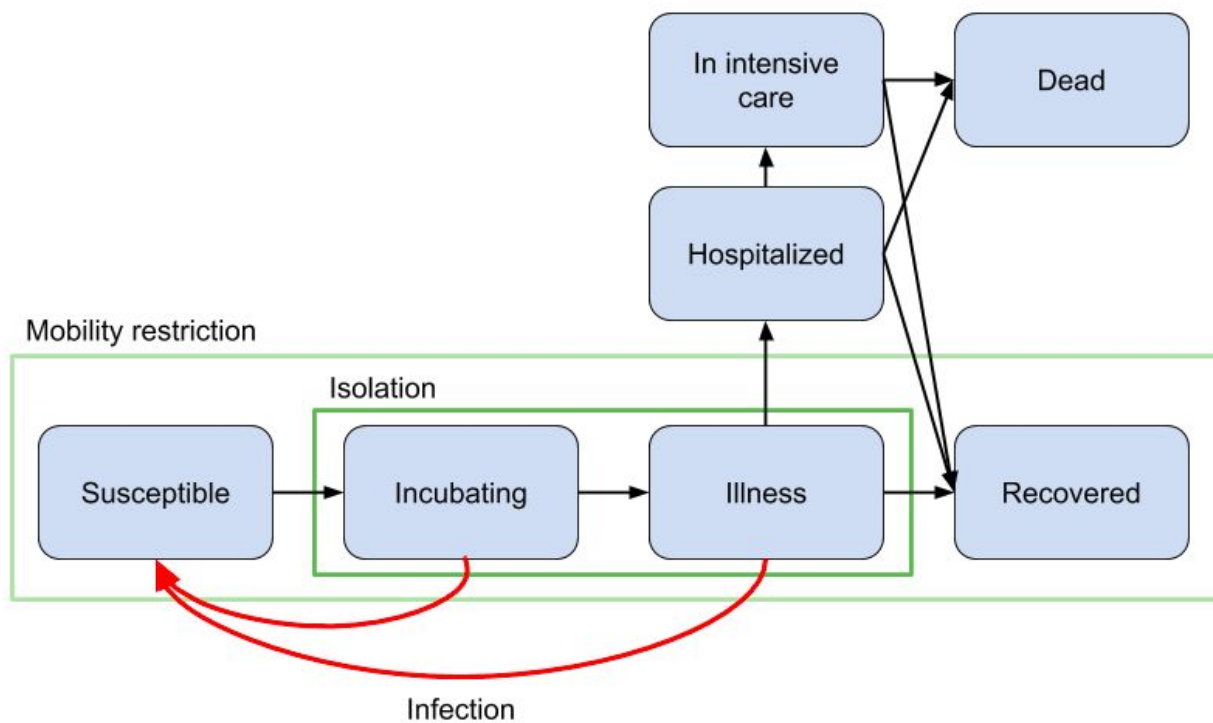 In intensive
care
Dead
Hospitalized
Mobility restriction
Isolation
Susceptible
Incubating
Illness
Recovered
Infection